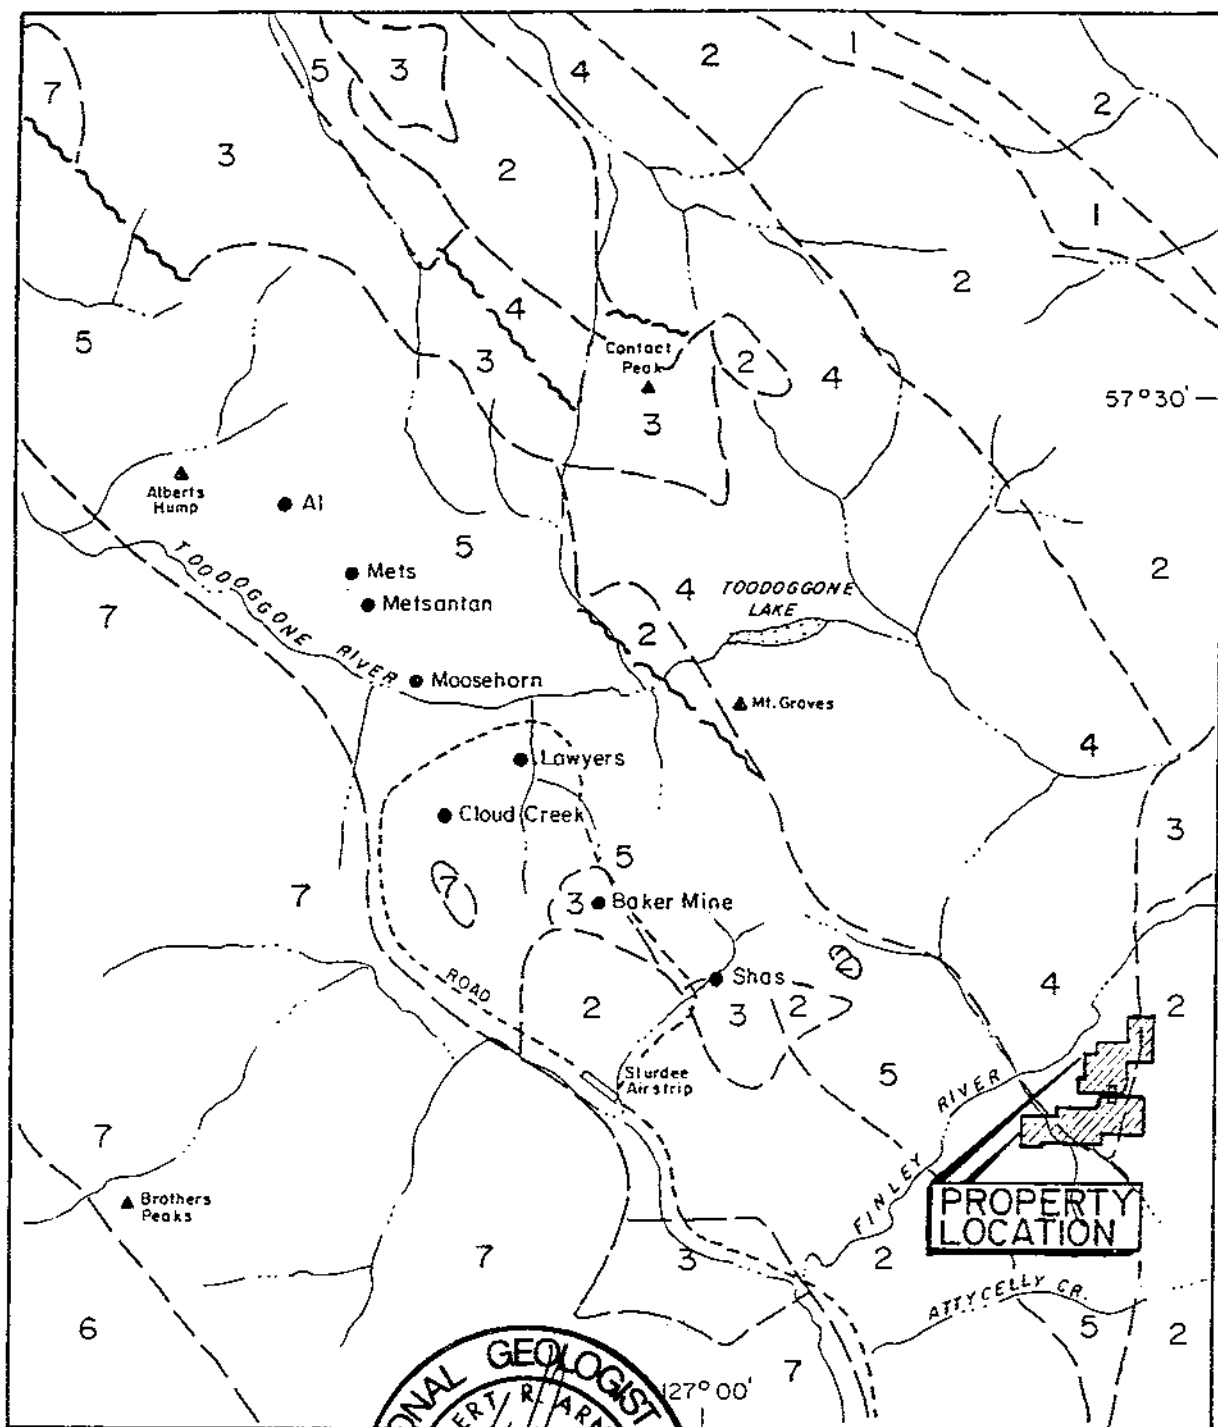 1
2
5
3
4
7
2
3
2
1
2
4
5
3
2
4
Contact
Peak
57°30'
3
Alberts
Hump
Al
5
Mets
2
TOODOGGONE
LAKE
4
7
Metsantan
2
TOODOGGONE RIVER
Moosehorn
Mt. Graves
4
Lawyers
Cloud Creek
3
5
7
7
3
Baker Mine
ROAD
Shas
2
3
2
4
2
Sturdee
Airstrip
5
7
FINLEY RIVER
Brothers
Peaks
PROPERTY
LOCATION
7
3
2
ATTYCELLY CR.
6
5
2
7
GEOLOGIST
127°00'